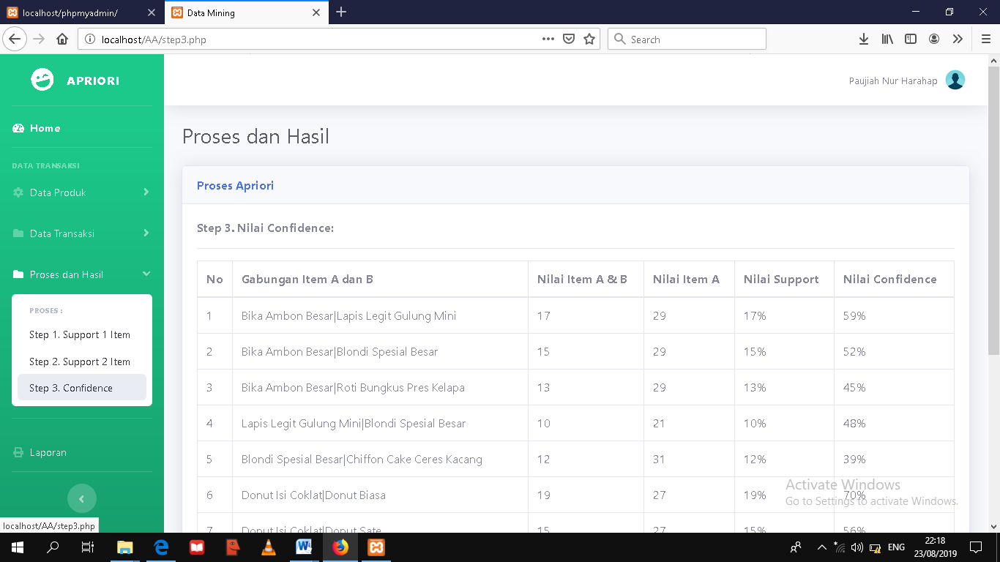 localhost/phpmyadmin/
Data Mining
localhost/AA/step3.php
Search
APRIORI
Paujiah Nur Harahap
Home
Proses dan Hasil
DATA TRANSAKSI
Data Produk
Proses Apriori
Data Transaksi
Step 3. Nilai Confidence:
Proses dan Hasil
PROSES :
Step 1. Support 1 Item
Step 2. Support 2 Item
Step 3. Confidence
Laporan
No Gabungan Item A dan B Nilai Item A & B Nilai Item A Nilai Support Nilai Confidence
1 Bika Ambon Besar|Lapis Legit Gulung Mini 17 29 17% 59%
2 Bika Ambon Besar|Blondi Spesial Besar 15 29 15% 52%
3 Bika Ambon Besar|Roti Bungkus Pres Kelapa 13 29 13% 45%
4 Lapis Legit Gulung Mini|Blondi Spesial Besar 10 21 10% 48%
5 Blondi Spesial Besar|Chiffon Cake Ceres Kacang 12 31 12% 39%
6 Donut Isi Coklat|Donut Biasa 19 27 19% 70%
7 Donut Isi Coklat|Donut Sate 15 27 15% 56%
Activate Windows
Go to Settings to activate Windows.
localhost/AA/step3.php
ENG
22:18
23/08/2019